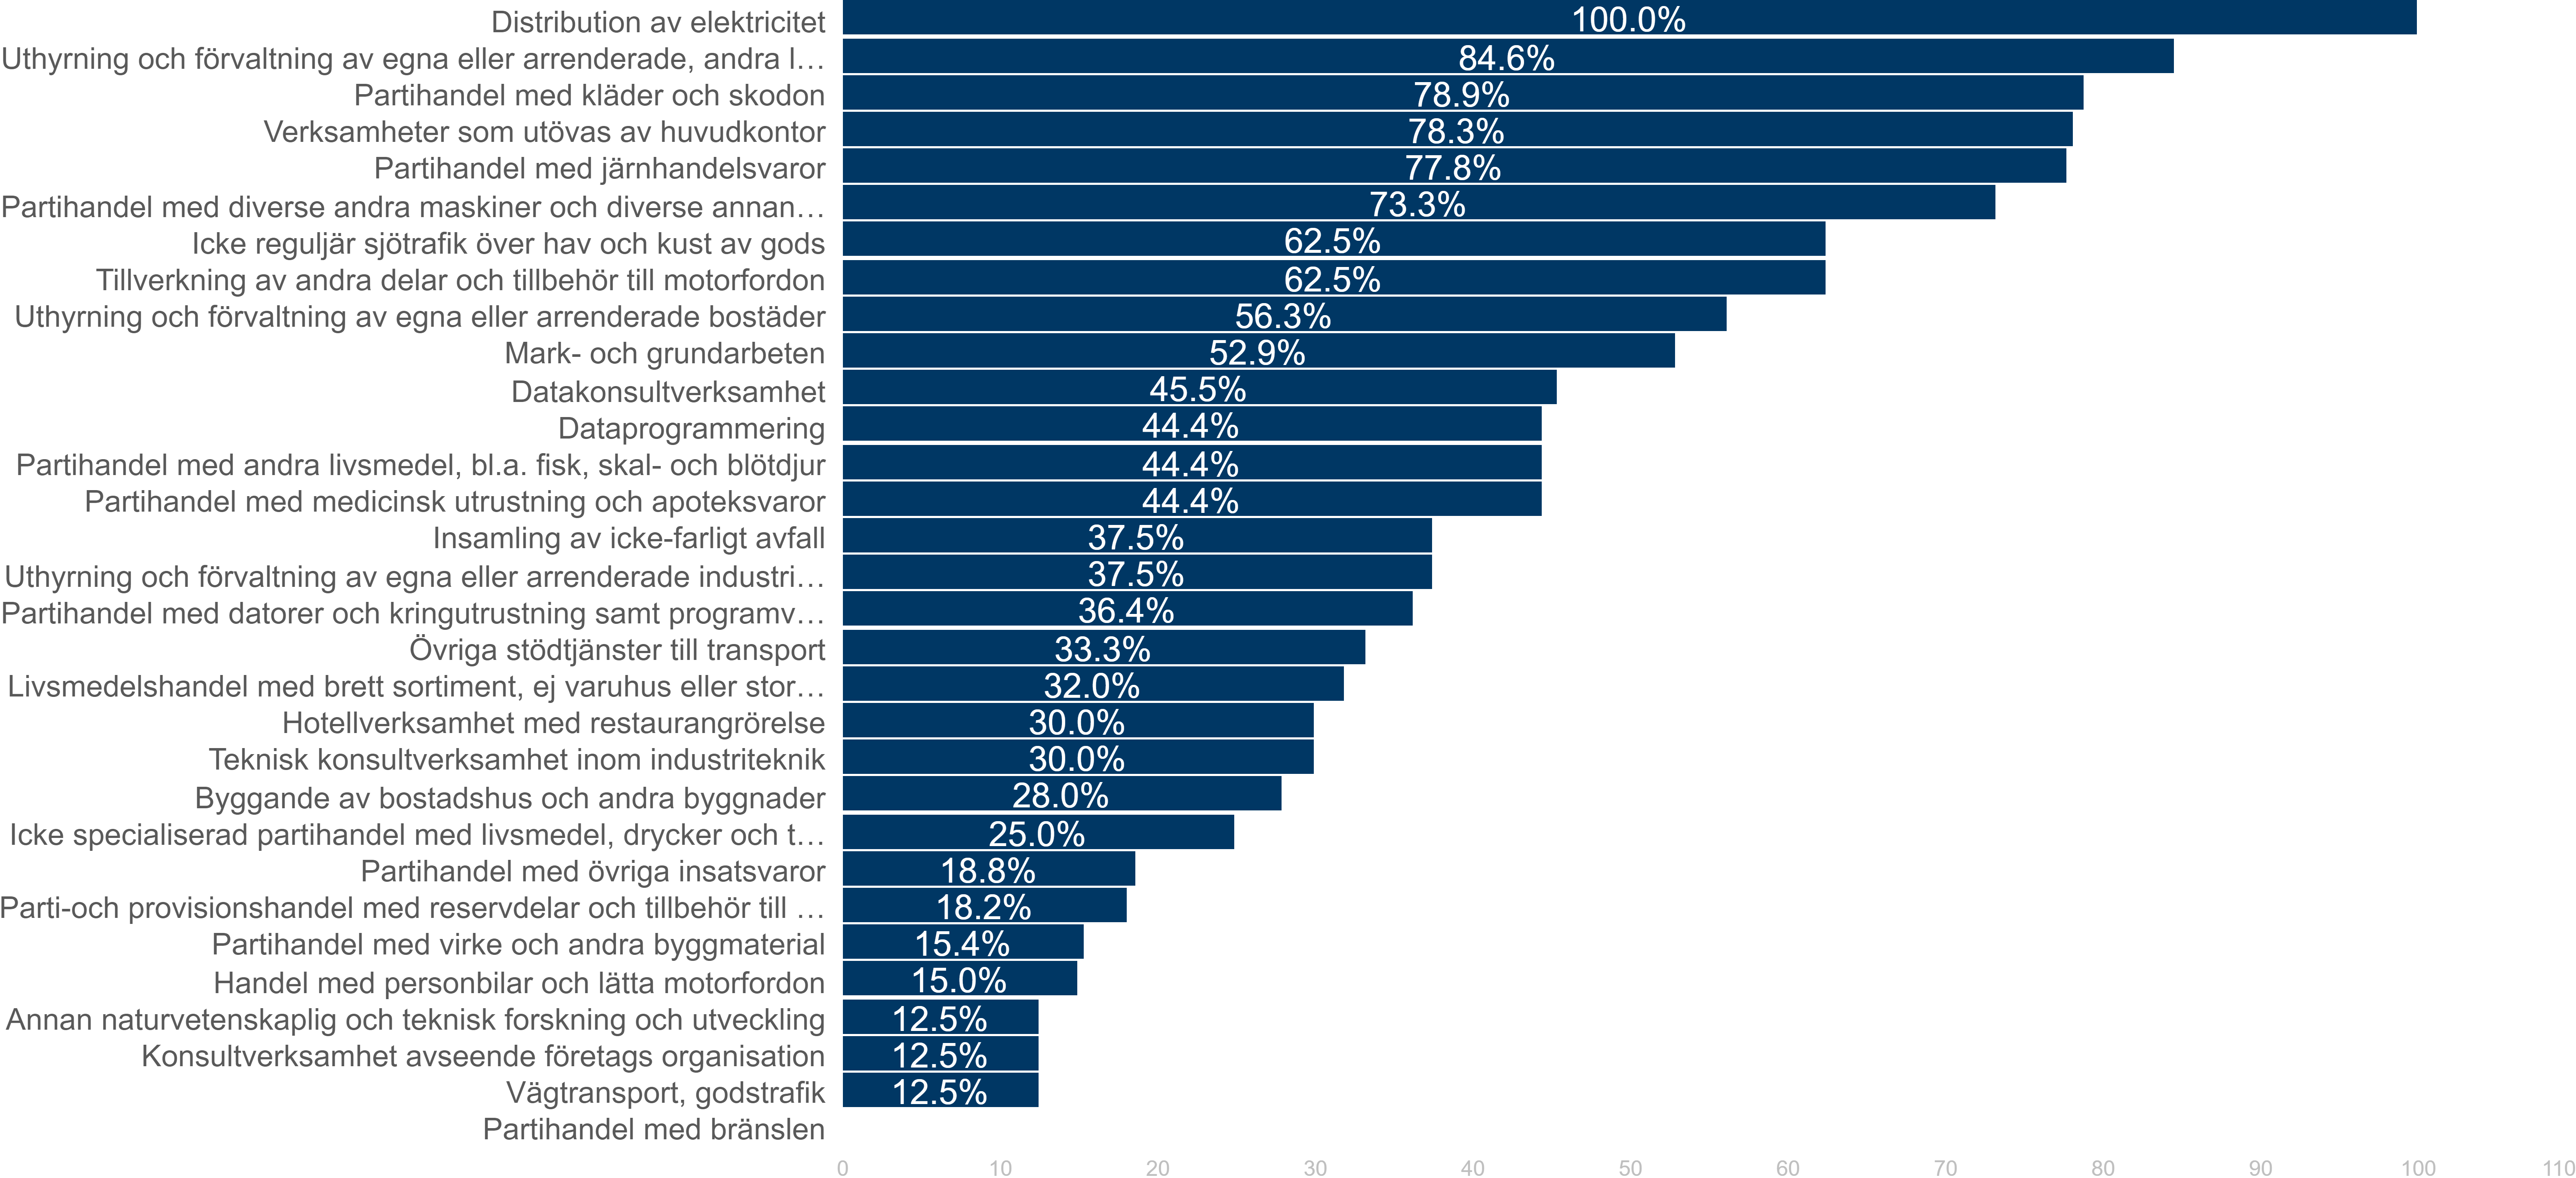 Distribution av elektricitet 100.0%
Uthyrning och förvaltning av egna eller arrenderade, andra l… 84.6%
Partihandel med kläder och skodon 78.9%
Verksamheter som utövas av huvudkontor 78.3%
Partihandel med järnhandelsvaror 77.8%
Partihandel med diverse andra maskiner och diverse annan… 73.3%
Icke reguljär sjötrafik över hav och kust av gods 62.5%
Tillverkning av andra delar och tillbehör till motorfordon 62.5%
Uthyrning och förvaltning av egna eller arrenderade bostäder 56.3%
Mark- och grundarbeten 52.9%
Datakonsultverksamhet 45.5%
Dataprogrammering 44.4%
Partihandel med andra livsmedel, bl.a. fisk, skal- och blötdjur 44.4%
Partihandel med medicinsk utrustning och apoteksvaror 44.4%
Insamling av icke-farligt avfall 37.5%
Uthyrning och förvaltning av egna eller arrenderade industri… 37.5%
Partihandel med datorer och kringutrustning samt programv… 36.4%
Övriga stödtjänster till transport 33.3%
Livsmedelshandel med brett sortiment, ej varuhus eller stor… 32.0%
Hotellverksamhet med restaurangrörelse 30.0%
Teknisk konsultverksamhet inom industriteknik 30.0%
Byggande av bostadshus och andra byggnader 28.0%
Icke specialiserad partihandel med livsmedel, drycker och t… 25.0%
Partihandel med övriga insatsvaror 18.8%
Parti-och provisionshandel med reservdelar och tillbehör till … 18.2%
Partihandel med virke och andra byggmaterial 15.4%
Handel med personbilar och lätta motorfordon 15.0%
Annan naturvetenskaplig och teknisk forskning och utveckling 12.5%
Konsultverksamhet avseende företags organisation 12.5%
Vägtransport, godstrafik 12.5%
Partihandel med bränslen
0 10 20 30 40 50 60 70 80 90 100 110